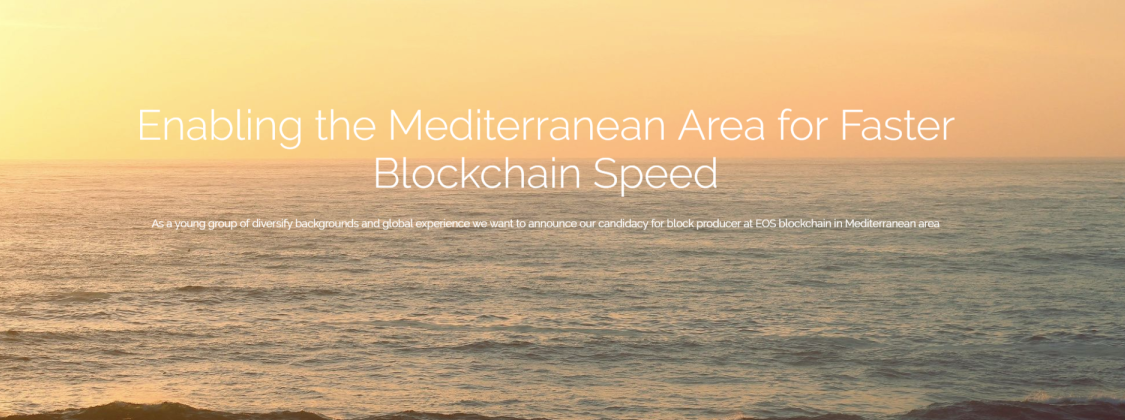 Enabling the Mediterranean Area for Faster
Blockchain Speed
As a young group of diversify backgrounds and global experience we want to announce our candidacy for block producer at EOS blockchain in Mediterranean area